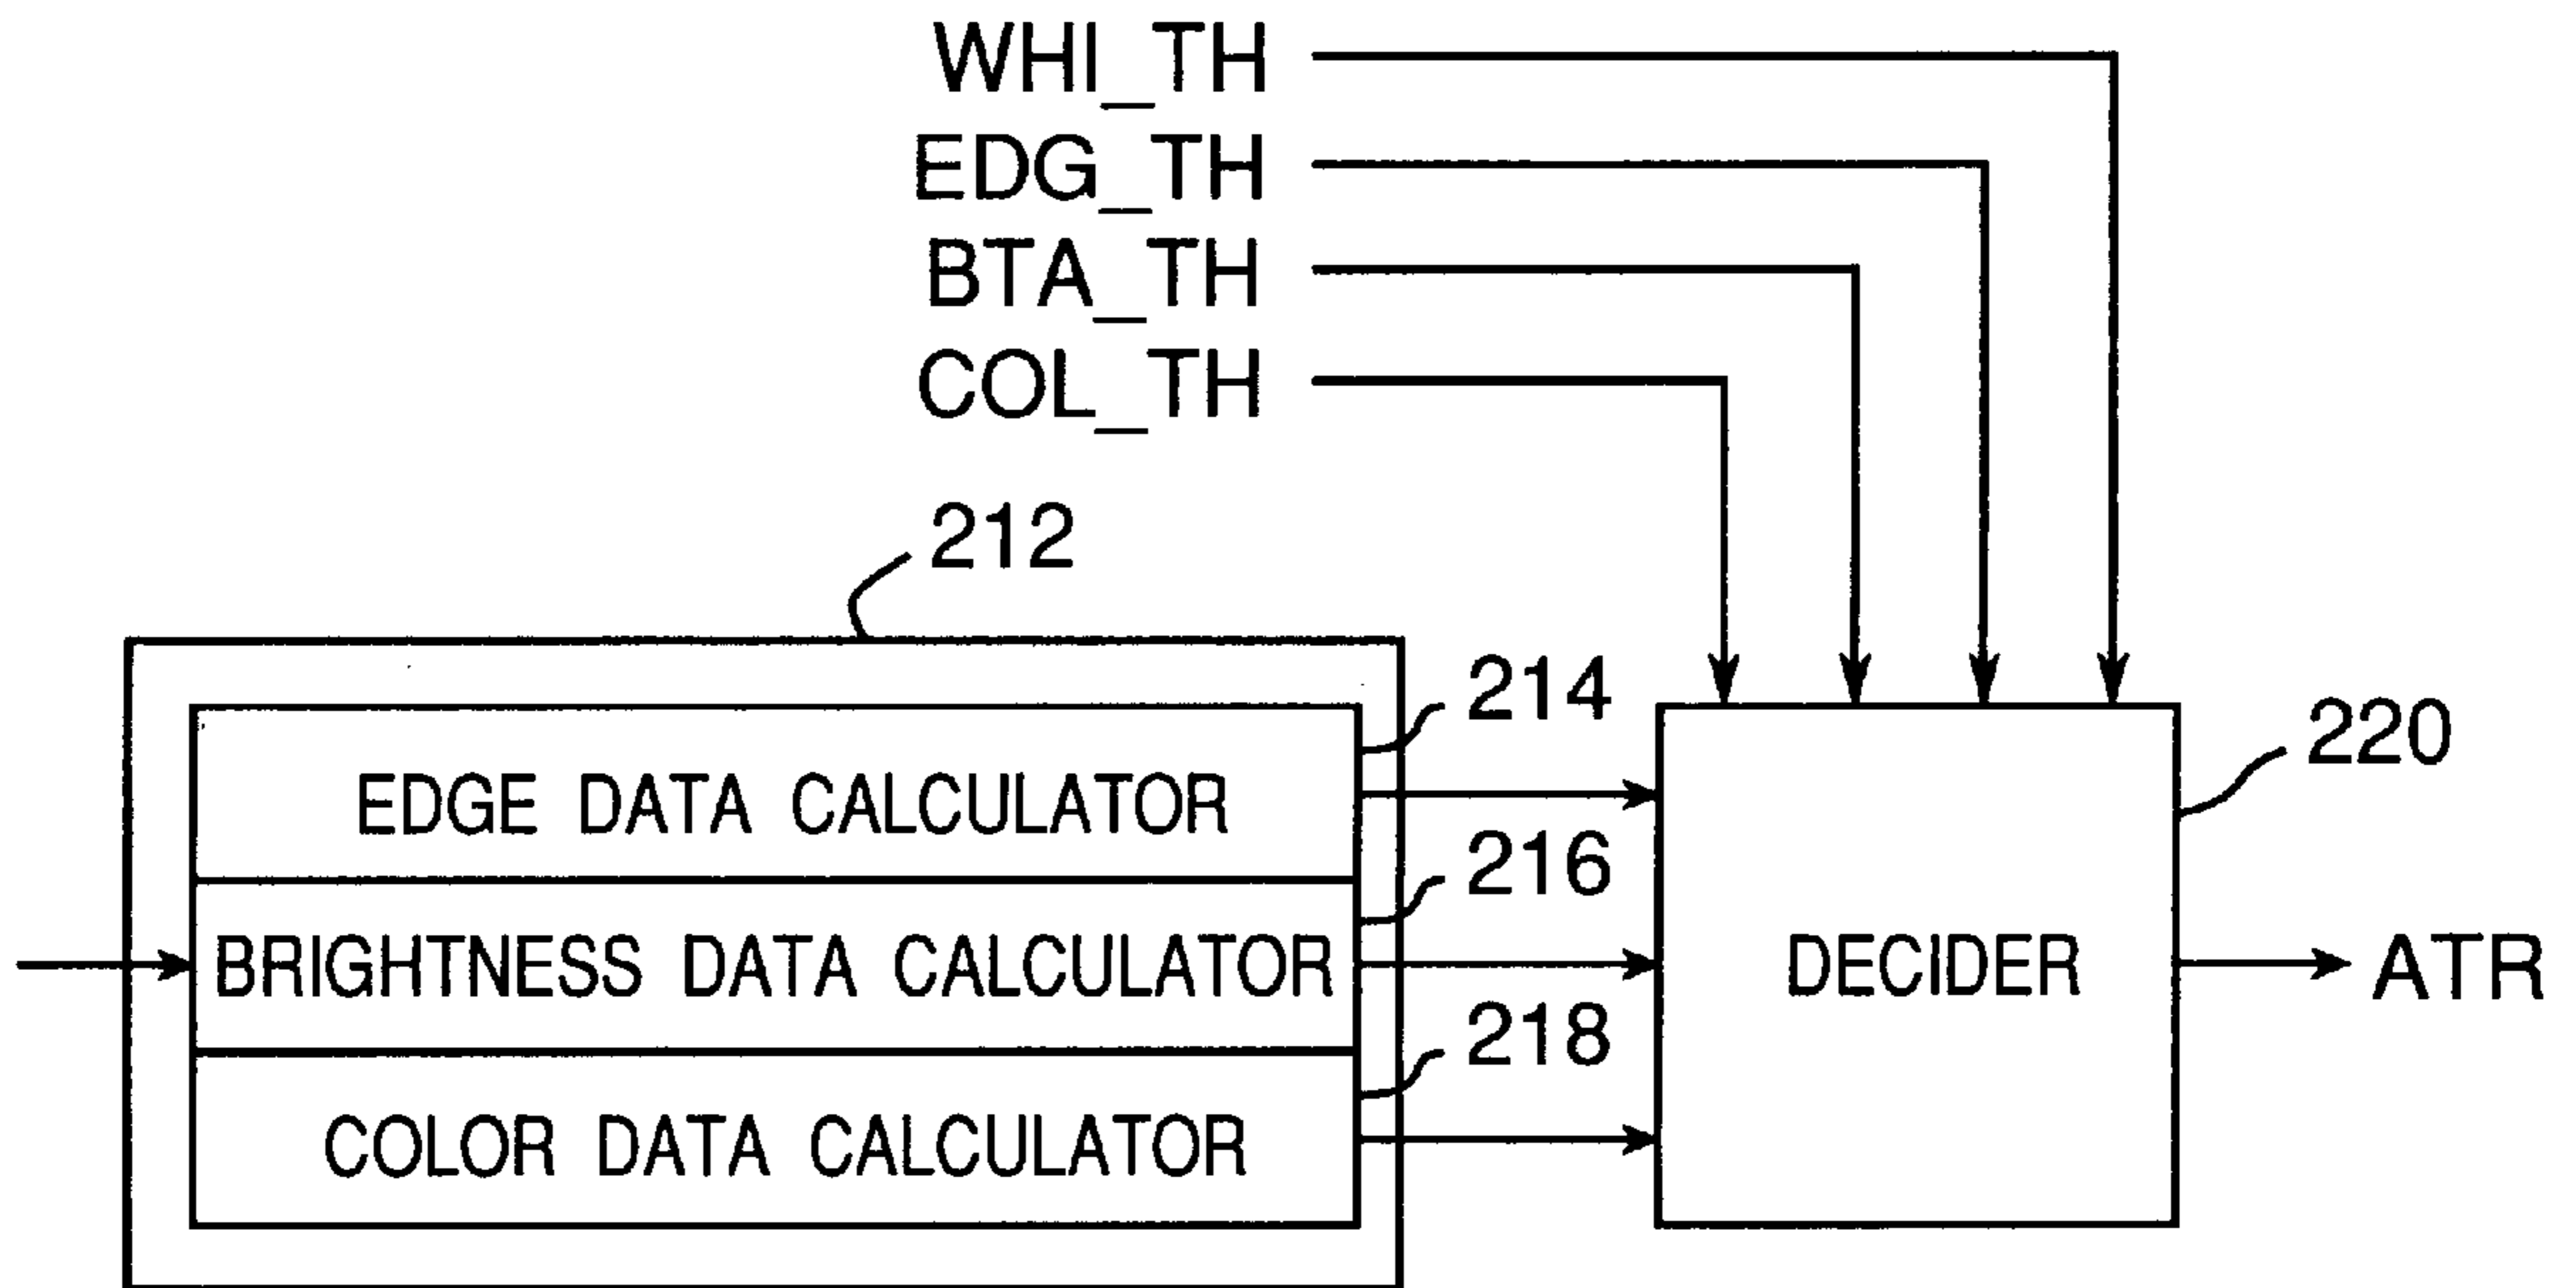 WHI_TH
EDG_TH
BTA_TH
COL_TH
212
214
EDGE DATA CALCULATOR
216
BRIGHTNESS DATA CALCULATOR
218
COLOR DATA CALCULATOR
220
DECIDER
ATR